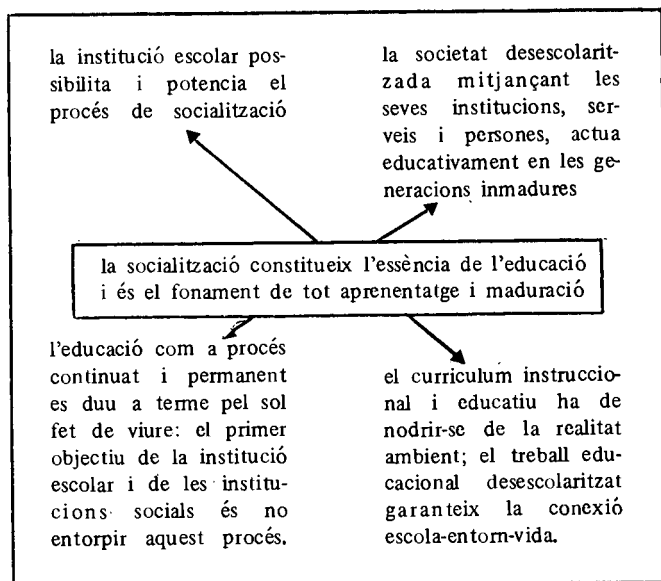 la institució escolar pos-
sibilita i potencia el
procés de socialització
la societat desescolarit-
zada mitjançant les
seves institucions, ser-
veis i persones, actua
educativament en les ge-
neracions inmadures
la socialització constitueix l'essència de l'educació
i és el fonament de tot aprenentatge i maduració
l'educació com a procés
continuat i permanent
es duu a terme pel sol
fet de viure: el primer
objectiu de la institució
escolar i de les institu-
cions socials és no
entorpir aquest procés.
el curriculum instruccio-
nal i educatiu ha de
nodrir-se de la realitat
ambient; el treball edu-
cacional desescolaritzat
garanteix la conexió
escola-entorn-vida.